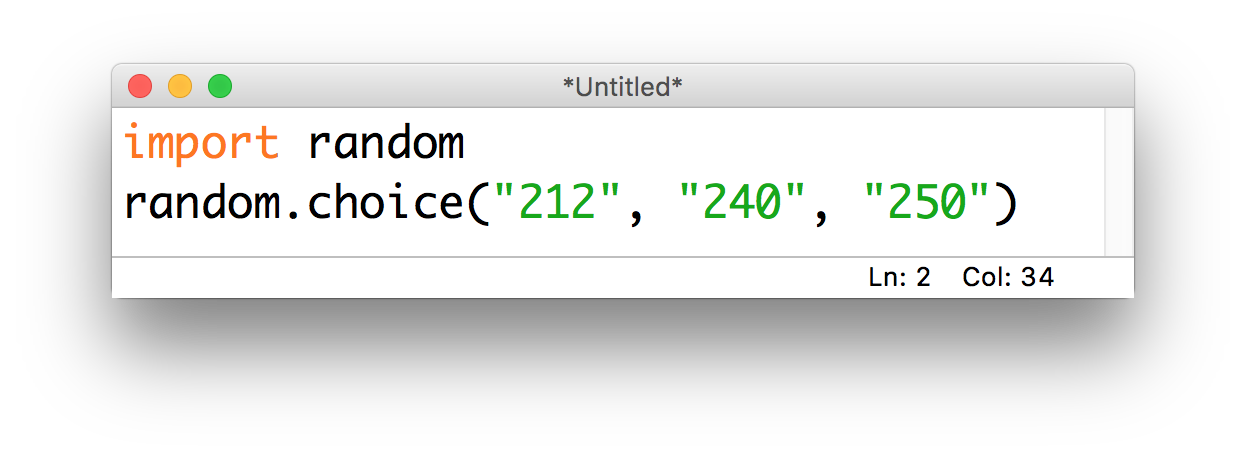 *Untitled*
import random
random.choice("212", "240", "250")
Ln: 2 Col: 34